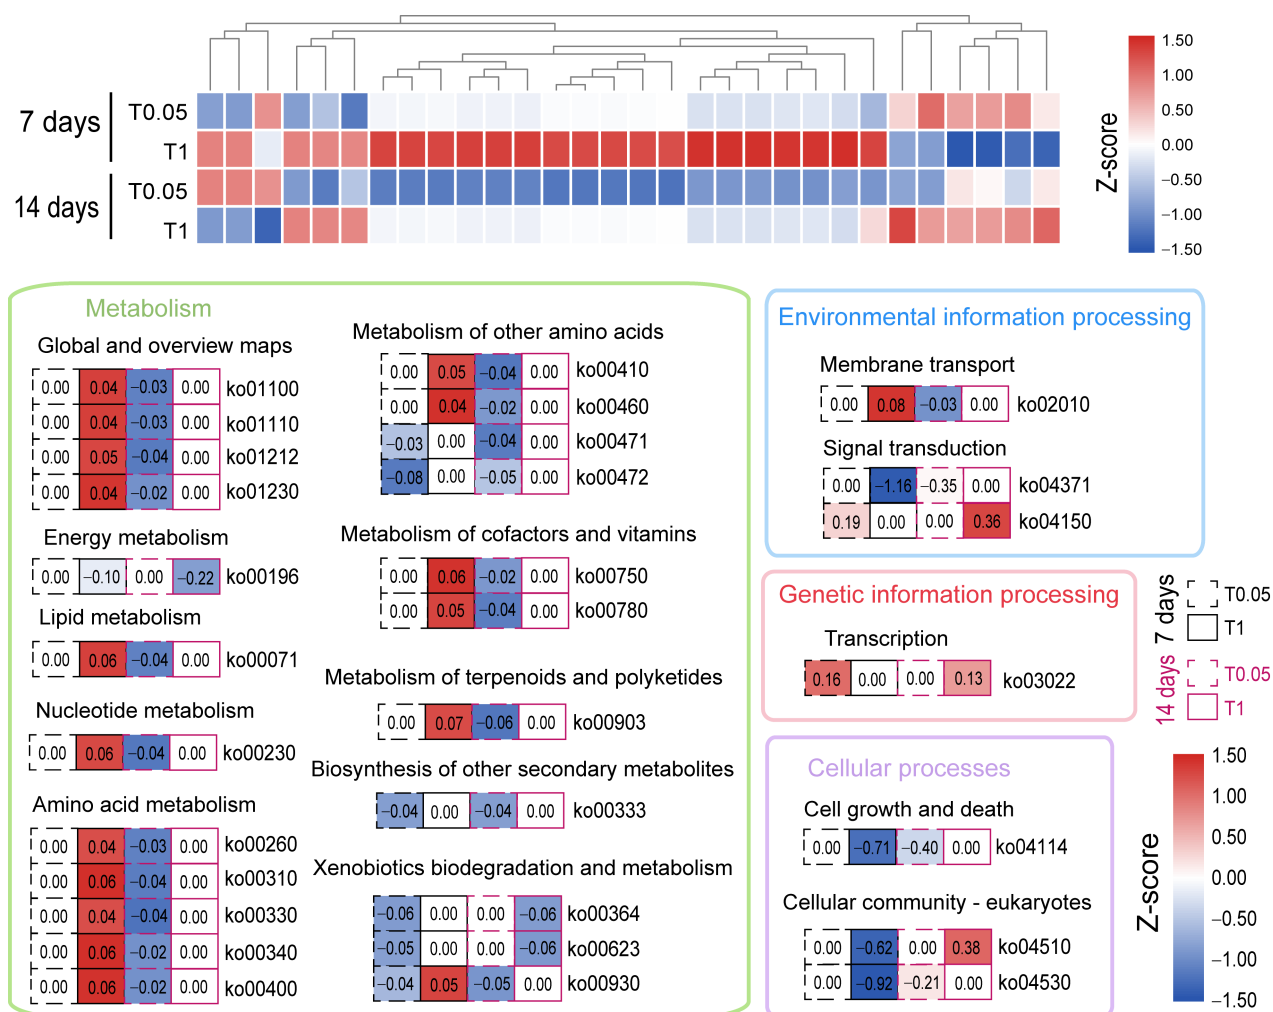 7 days
T0.05
T1
14 days
T0.05
T1
Z-score
1.50
1.00
0.50
0.00
−0.50
−1.00
−1.50
Metabolism
Global and overview maps
0.00 0.04 −0.03 0.00 ko01100
0.00 0.04 −0.03 0.00 ko01110
0.00 0.05 −0.04 0.00 ko01212
0.00 0.04 −0.02 0.00 ko01230
Energy metabolism
0.00 −0.10 0.00 −0.22 ko00196
Lipid metabolism
0.00 0.06 −0.04 0.00 ko00071
Nucleotide metabolism
0.00 0.06 −0.04 0.00 ko00230
Amino acid metabolism
0.00 0.04 −0.03 0.00 ko00260
0.00 0.06 −0.04 0.00 ko00310
0.00 0.04 −0.04 0.00 ko00330
0.00 0.06 −0.02 0.00 ko00340
0.00 0.06 −0.02 0.00 ko00400
Metabolism of other amino acids
0.00 0.05 −0.04 0.00 ko00410
0.00 0.04 −0.02 0.00 ko00460
−0.03 0.00 −0.04 0.00 ko00471
−0.08 0.00 −0.05 0.00 ko00472
Metabolism of cofactors and vitamins
0.00 0.06 −0.02 0.00 ko00750
0.00 0.05 −0.04 0.00 ko00780
Metabolism of terpenoids and polyketides
0.00 0.07 −0.06 0.00 ko00903
Biosynthesis of other secondary metabolites
−0.04 0.00 −0.04 0.00 ko00333
Xenobiotics biodegradation and metabolism
−0.06 0.00 0.00 −0.06 ko00364
−0.05 0.00 0.00 −0.06 ko00623
−0.04 0.05 −0.05 0.00 ko00930
Environmental information processing
Membrane transport
0.00 0.08 −0.03 0.00 ko02010
Signal transduction
0.00 −1.16 −0.35 0.00 ko04371
0.19 0.00 0.00 0.36 ko04150
Genetic information processing
Transcription
0.16 0.00 0.00 0.13 ko03022
Cellular processes
Cell growth and death
0.00 −0.71 −0.40 0.00 ko04114
Cellular community - eukaryotes
0.00 −0.62 0.00 0.38 ko04510
0.00 −0.92 −0.21 0.00 ko04530
7 days
T0.05
T1
14 days
T0.05
T1
Z-score
1.50
1.00
0.50
0.00
−0.50
−1.00
−1.50